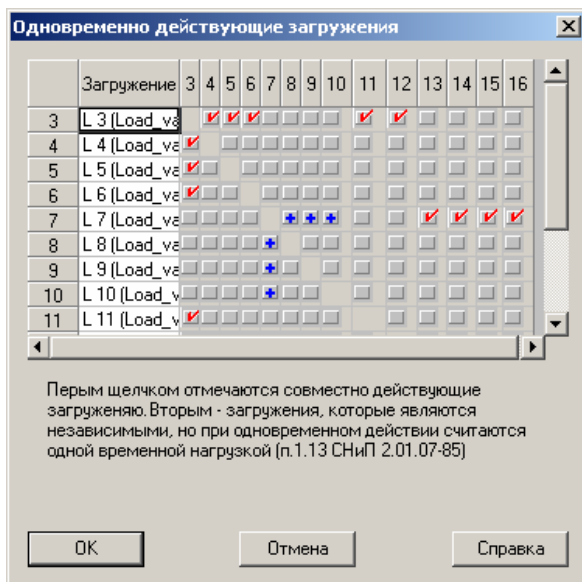 Одновременно действующие загружения
Загружение 3 4 5 6 7 8 9 10 11 12 13 14 15 16
3 L 3 (Load_va
4 L 4 (Load_va
5 L 5 (Load_va
6 L 6 (Load_va
7 L 7 (Load_va
8 L 8 (Load_va
9 L 9 (Load_va
10 L 10 (Load_v
11 L 11 (Load_v
Перым щелчком отмечаются совместно действующие
загруженяю. Вторым - загружения, которые являются
независимыми, но при одновременном действии считаются
одной временной нагрузкой (п.1.13 СНиП 2.01.07-85)
OK Отмена Справка